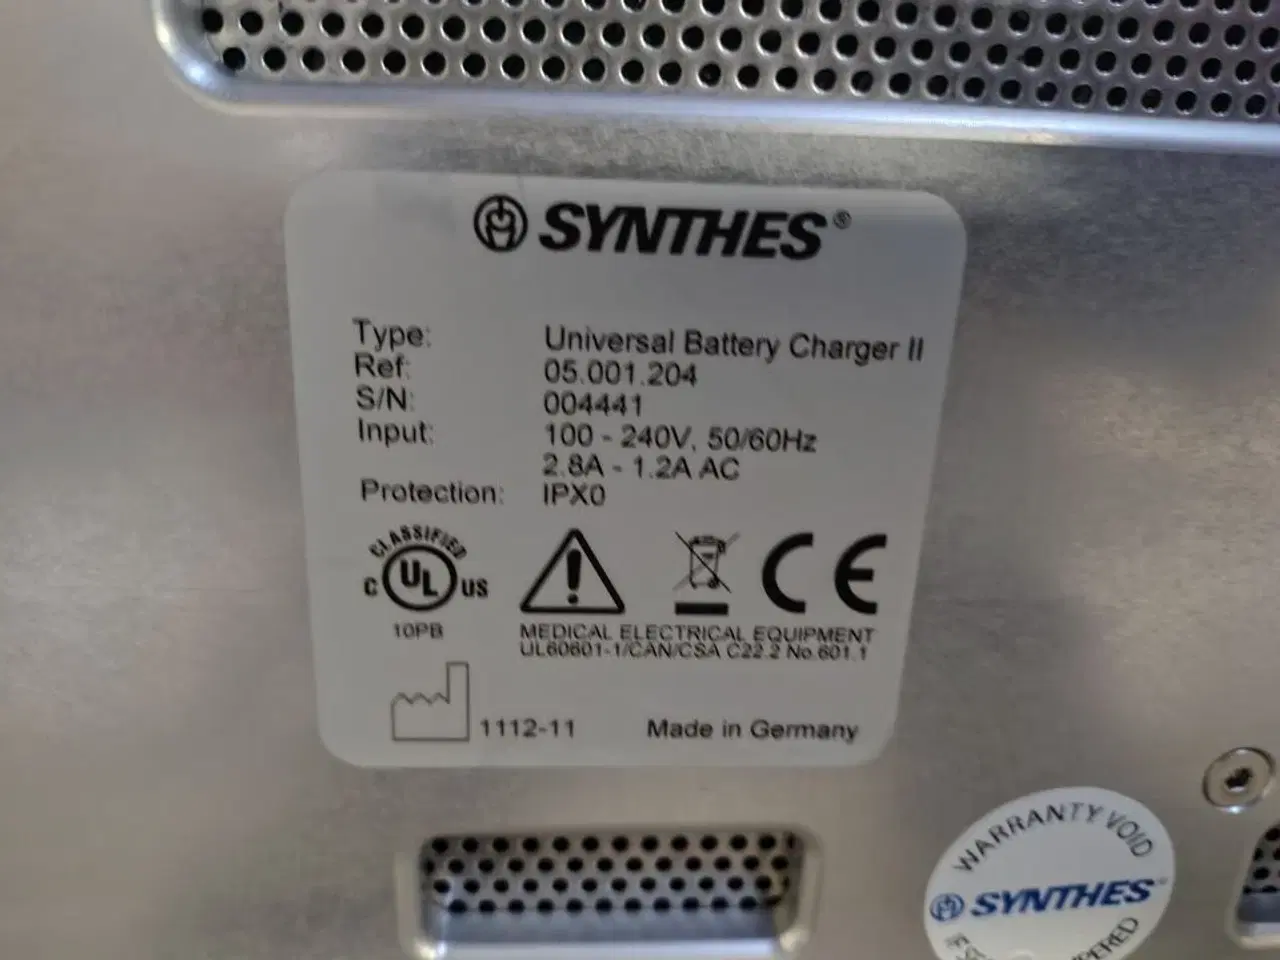 SYNTHES®
Type: Universal Battery Charger II
Ref: 05.001.204
S/N: 004441
Input: 100 - 240V, 50/60Hz
2.8A - 1.2A AC
Protection: IPX0
CLASSIFIED
C UL US
CE
10PB
MEDICAL ELECTRICAL EQUIPMENT
UL60601-1/CAN/CSA C22.2 No.601.1
1112-11
Made in Germany
WARRANTY VOID
SYNTHES
IF